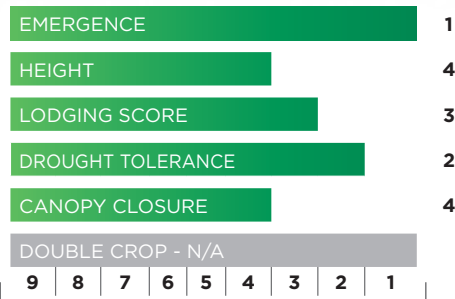 EMERGENCE 1
HEIGHT 4
LODGING SCORE 3
DROUGHT TOLERANCE 2
CANOPY CLOSURE 4
DOUBLE CROP - N/A
9 8 7 6 5 4 3 2 1